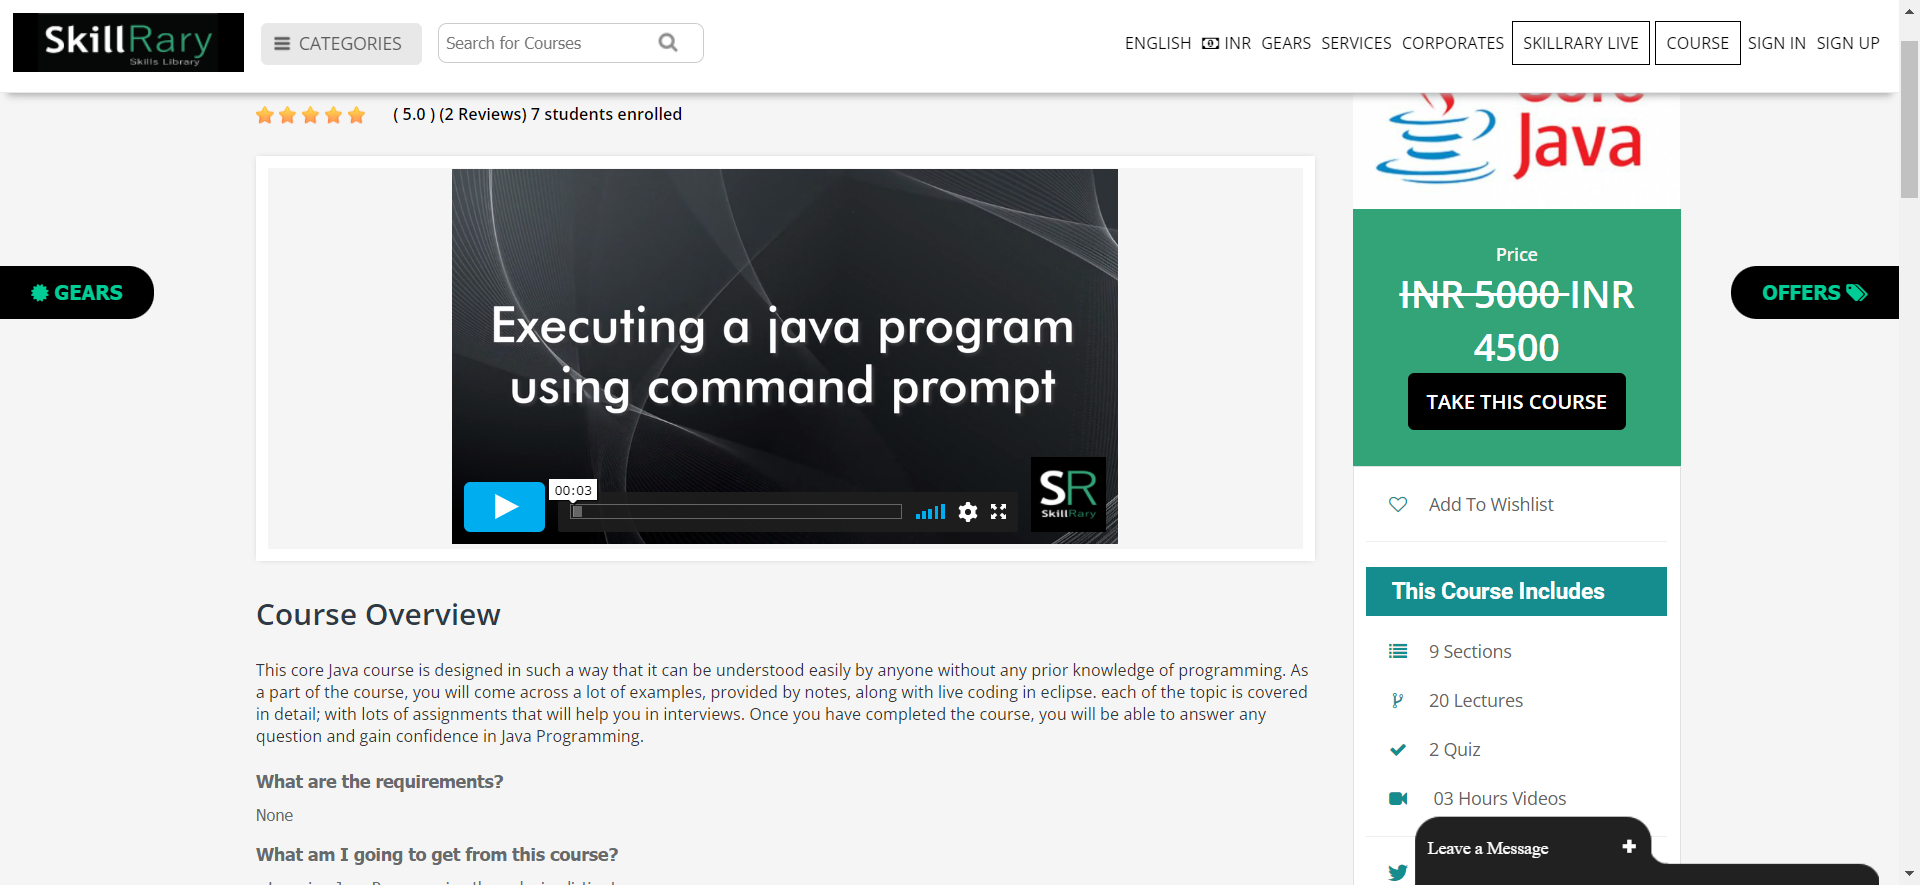 SkillRary
Skills Library
CATEGORIES
Search for Courses
ENGLISH INR GEARS SERVICES CORPORATES SKILLRARY LIVE COURSE SIGN IN SIGN UP
( 5.0 ) (2 Reviews) 7 students enrolled
Core
Java
GEARS
OFFERS
Executing a java program
using command prompt
00:03
SR
SkillRary
Price
INR 5000 INR
4500
TAKE THIS COURSE
Add To Wishlist
This Course Includes
9 Sections
20 Lectures
2 Quiz
03 Hours Videos
Leave a Message
Course Overview
This core Java course is designed in such a way that it can be understood easily by anyone without any prior knowledge of programming. As
a part of the course, you will come across a lot of examples, provided by notes, along with live coding in eclipse. each of the topic is covered
in detail; with lots of assignments that will help you in interviews. Once you have completed the course, you will be able to answer any
question and gain confidence in Java Programming.
What are the requirements?
None
What am I going to get from this course?